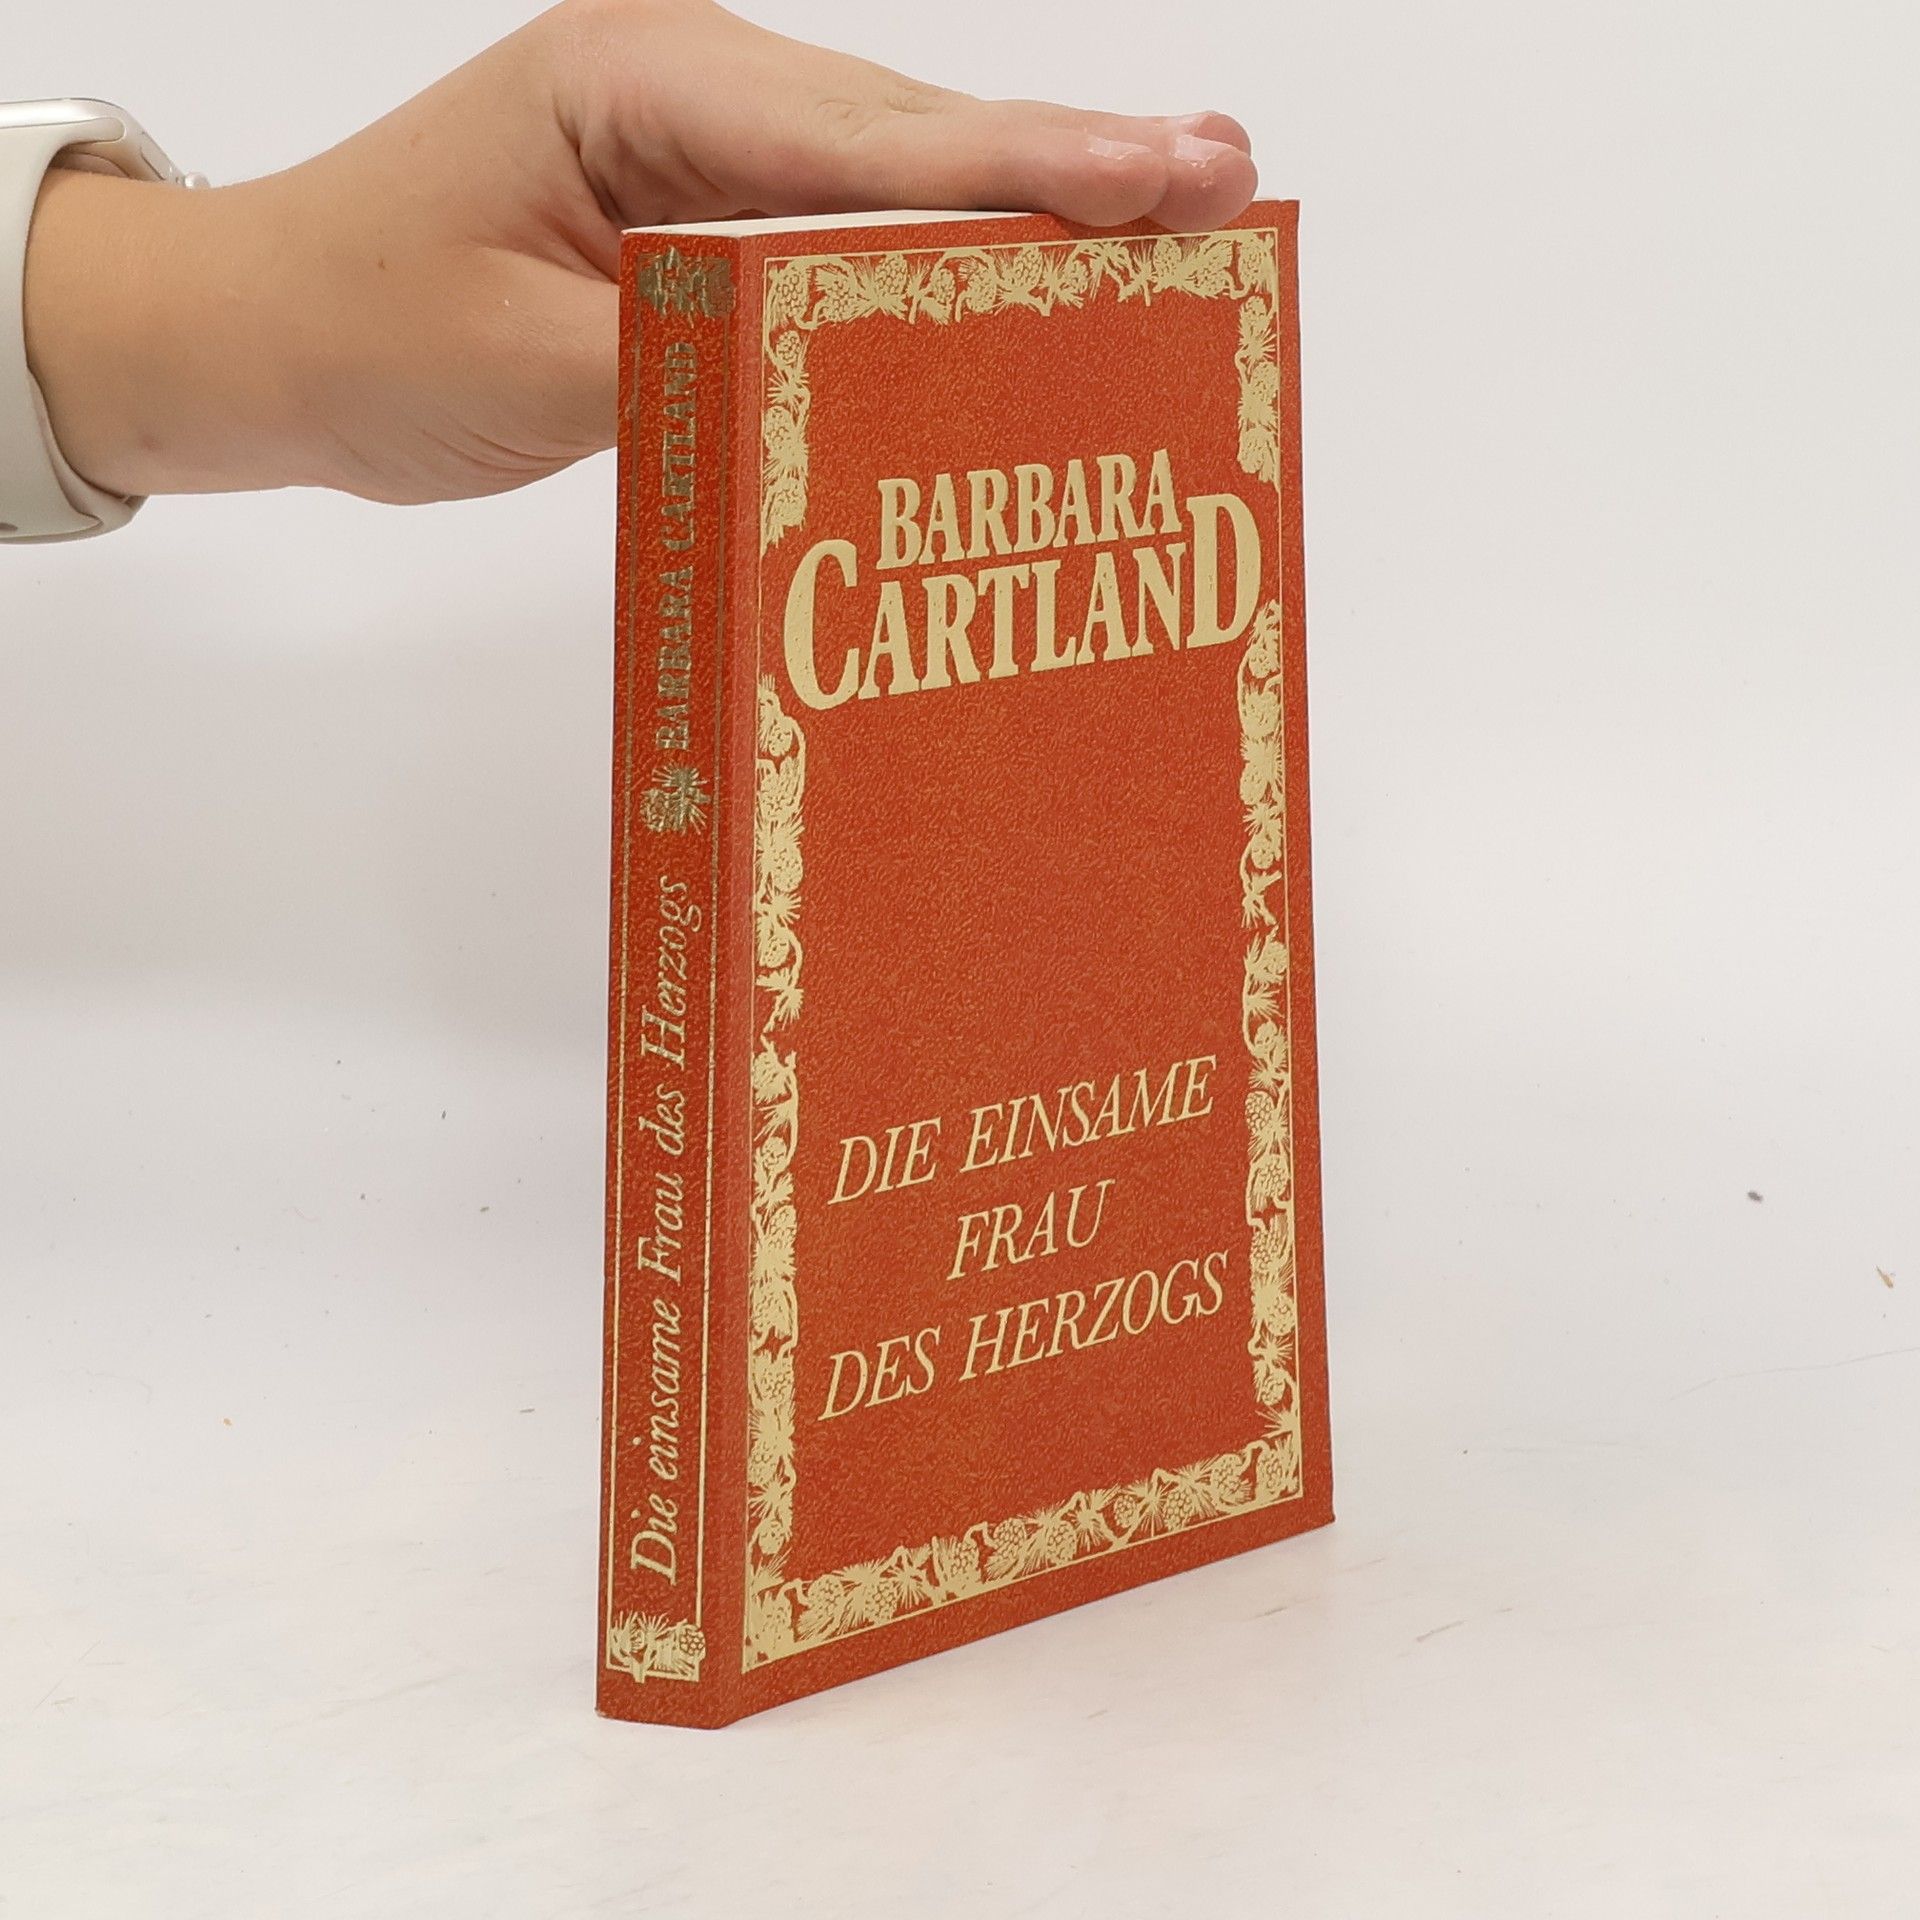 BARBARA CARTLAND
Die einsame Frau des Herzogs
BARBARA
CARTLAND
DIE EINSAME
FRAU
DES HERZOGS